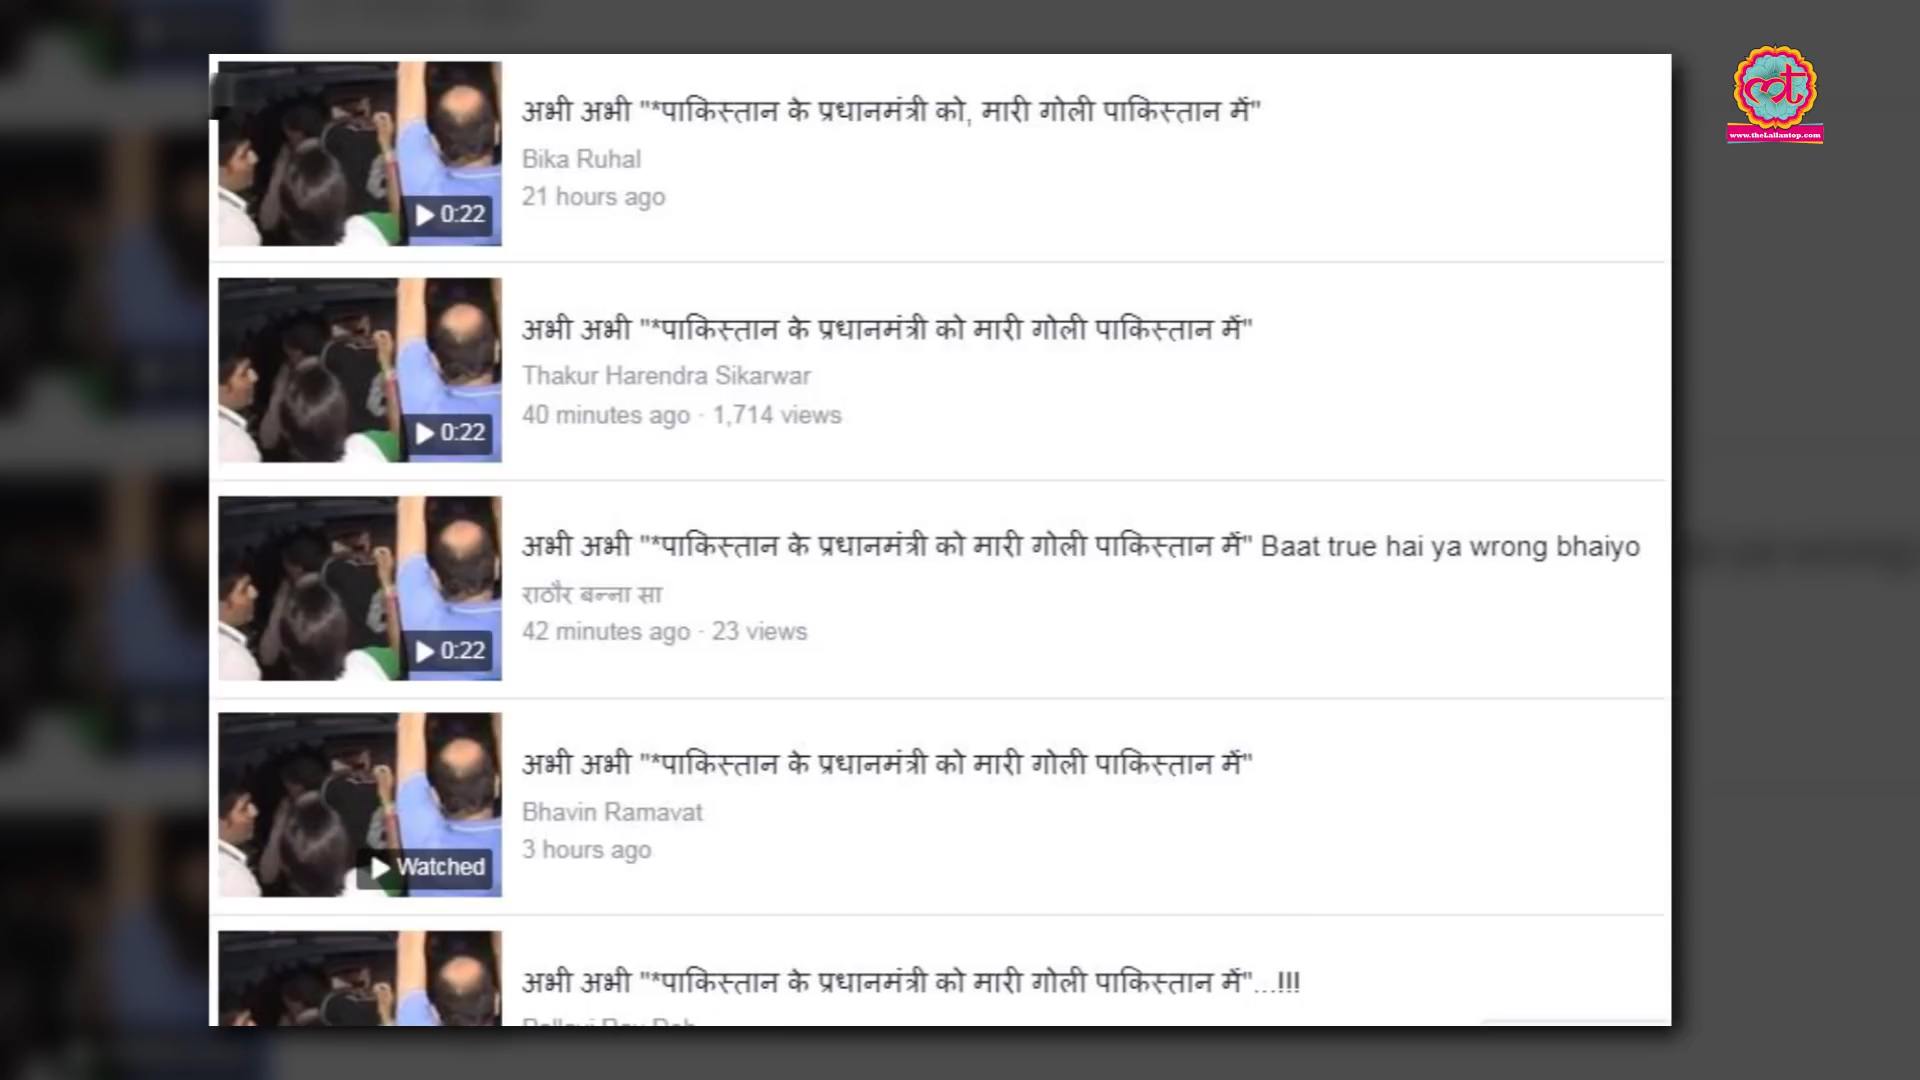 अभी अभी "*पाकिस्तान के प्रधानमंत्री को, मारी गोली पाकिस्तान में"
Bika Ruhal
21 hours ago
0:22
अभी अभी "*पाकिस्तान के प्रधानमंत्री को मारी गोली पाकिस्तान में"
Thakur Harendra Sikarwar
40 minutes ago · 1,714 views
0:22
अभी अभी "*पाकिस्तान के प्रधानमंत्री को मारी गोली पाकिस्तान में" Baat true hai ya wrong bhaiyo
राठौर बन्ना सा
42 minutes ago · 23 views
0:22
अभी अभी "*पाकिस्तान के प्रधानमंत्री को मारी गोली पाकिस्तान में"
Bhavin Ramavat
3 hours ago
Watched
अभी अभी "*पाकिस्तान के प्रधानमंत्री को मारी गोली पाकिस्तान में"...!!!
लт
www.theLallantop.com